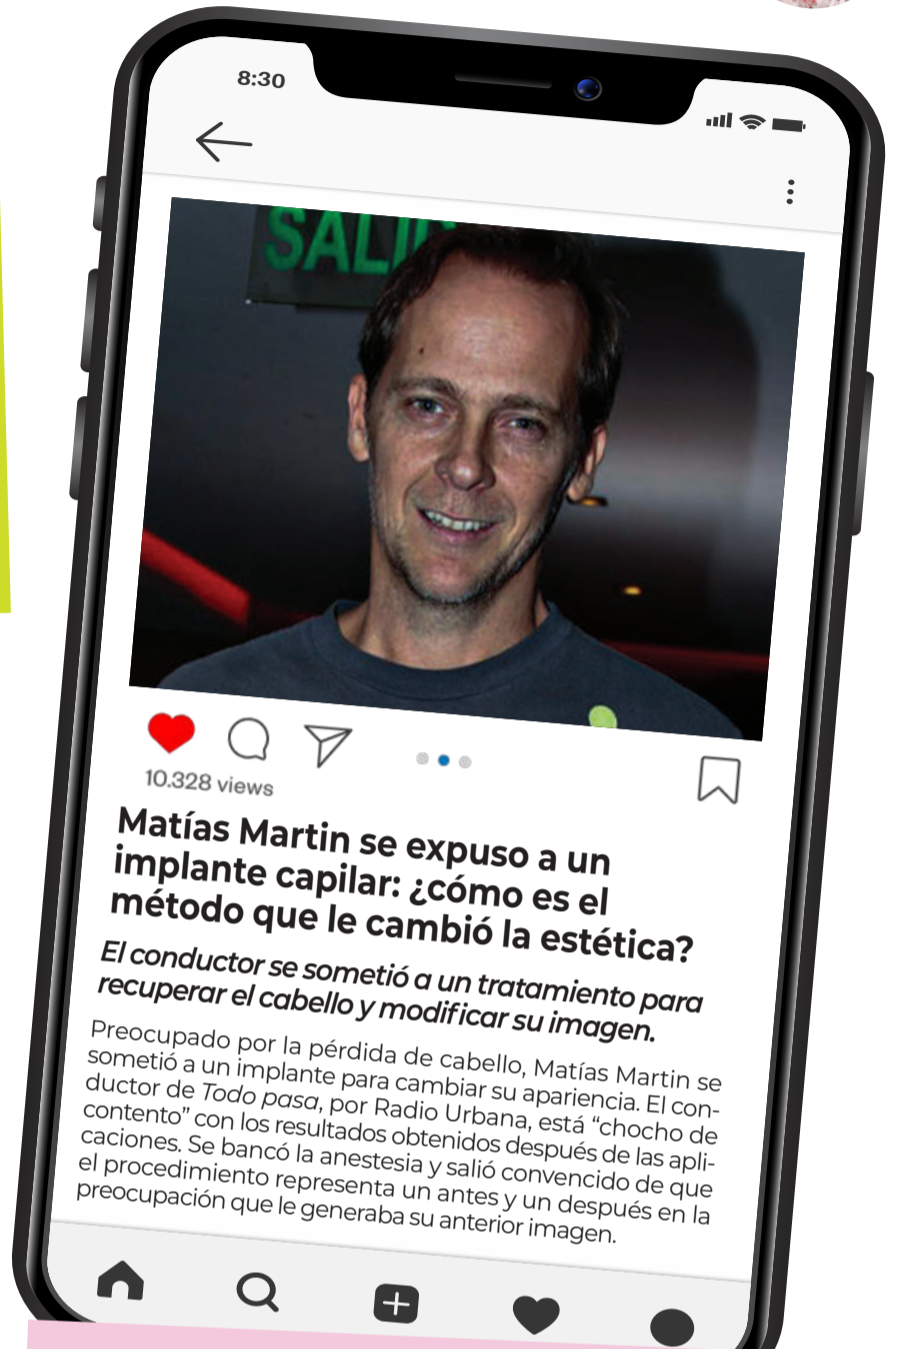 8:30
SALID
10.328 views
Matías Martin se expuso a un
implante capilar: ¿cómo es el
método que le cambió la estética?
El conductor se sometió a un tratamiento para
recuperar el cabello y modificar su imagen.
Preocupado por la pérdida de cabello, Matías Martin se
sometió a un implante para cambiar su apariencia. El con-
ductor de Todo pasa, por Radio Urbana, está “chocho de
contento” con los resultados obtenidos después de las apli-
caciones. Se bancó la anestesia y salió convencido de que
el procedimiento representa un antes y un después en la
preocupación que le generaba su anterior imagen.